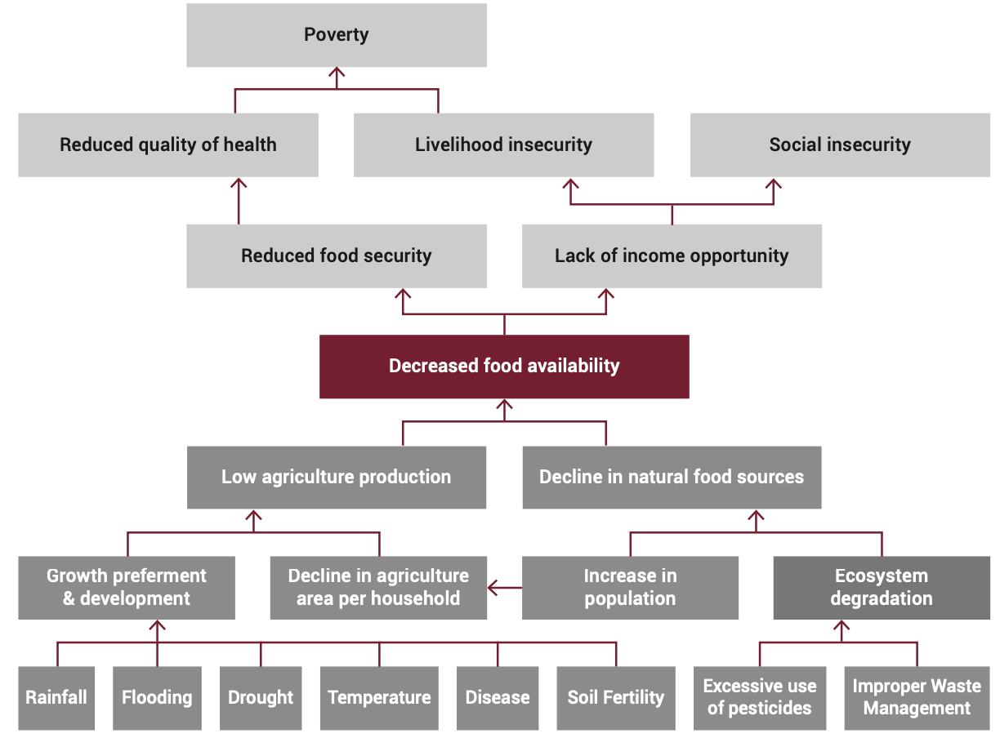 Poverty
Reduced quality of health
Livelihood insecurity
Social insecurity
Reduced food security
Lack of income opportunity
Decreased food availability
Low agriculture production
Decline in natural food sources
Growth preferment
& development
Decline in agriculture
area per household
Increase in
population
Ecosystem
degradation
Rainfall
Flooding
Drought
Temperature
Disease
Soil Fertility
Excessive use
of pesticides
Improper Waste
Management